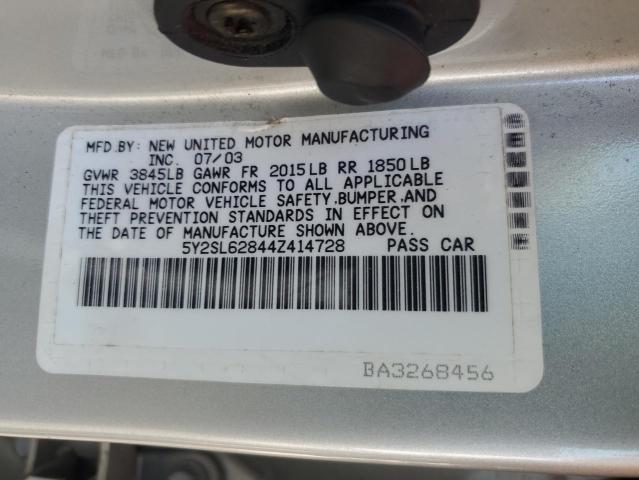 MFD.BY: NEW UNITED MOTOR MANUFACTURING
INC. 07/03
GVWR 3845LB GAWR FR 2015LB RR 1850LB
THIS VEHICLE CONFORMS TO ALL APPLICABLE
FEDERAL MOTOR VEHICLE SAFETY,BUMPER,AND
THEFT PREVENTION STANDARDS IN EFFECT ON
THE DATE OF MANUFACTURE SHOWN ABOVE.
5Y2SL62844Z414728 PASS CAR
BA3268456